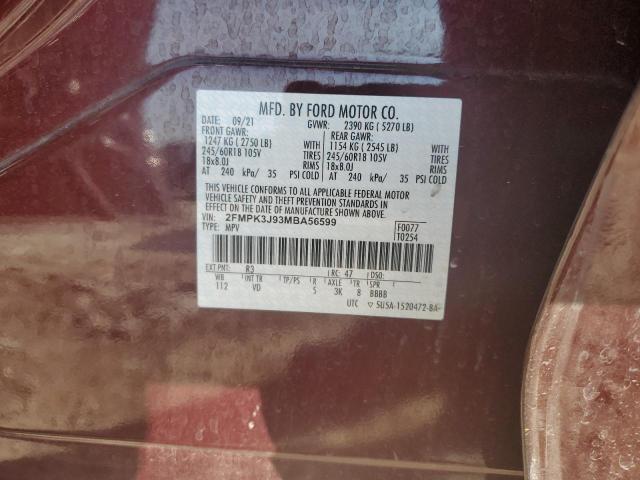 MFD. BY FORD MOTOR CO.
DATE: 09/21 GVWR: 2390 KG ( 5270 LB)
FRONT GAWR: REAR GAWR:
1247 KG ( 2750 LB) WITH 1154 KG ( 2545 LB) WITH
245/60R18 105V TIRES 245/60R18 105V TIRES
18x8.0J RIMS 18x8.0J RIMS
AT 240 kPa/ 35 PSI COLD AT 240 kPa/ 35 PSI COLD
THIS VEHICLE CONFORMS TO ALL APPLICABLE FEDERAL MOTOR
VEHICLE SAFETY AND THEFT PREVENTION STANDARDS IN EFFECT
ON THE DATE OF MANUFACTURE SHOWN ABOVE.
VIN: 2FMPK3J93MBA56599 F0077
TYPE: MPV T0254
EXT PNT: R3 RC: 47 DSO:
WB INT TR TP/PS R AXLE TR SPR
112 VD 5 3K 8 BBBB
UTC ▽ 5U5A-1520472-BA